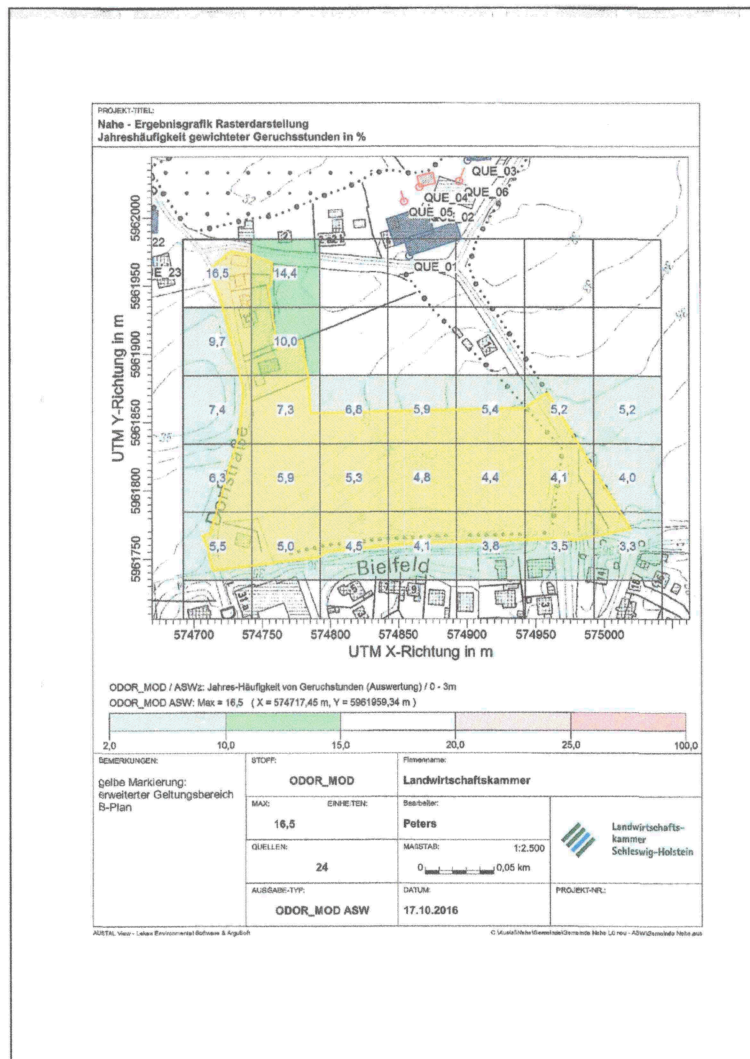 PROJEKT-TITEL:
Nahe - Ergebnisgrafik Rasterdarstellung
Jahreshäufigkeit gewichteter Geruchsstunden in %
QUE_03
QUE_04
QUE_06
QUE_05
QUE_02
QUE_01
22
E_23
16,5 14,4
9,7 10,0
7,4 7,3 6,8 5,9 5,4 5,2 5,2
6,3 5,9 5,3 4,8 4,4 4,1 4,0
5,5 5,0 4,5 4,1 3,8 3,5 3,3
Dorfstraße
Bielfeld
UTM Y-Richtung in m
5961750 5961800 5961850 5961900 5961950 5962000
574700 574750 574800 574850 574900 574950 575000
UTM X-Richtung in m
ODOR_MOD / ASWz: Jahres-Häufigkeit von Geruchstunden (Auswertung) / 0 - 3m
ODOR_MOD ASW: Max = 16,5 ( X = 574717,45 m, Y = 5961959,34 m )
2,0 10,0 15,0 20,0 25,0 100,0
BEMERKUNGEN:
gelbe Markierung:
erweiterter Geltungsbereich
B-Plan
STOFF:
ODOR_MOD
Firmenname:
Landwirtschaftskammer
MAX: EINHEITEN:
16,5
Bearbeiter:
Peters
QUELLEN:
24
MAßSTAB: 1:2.500
0 0,05 km
Landwirtschafts-
kammer
Schleswig-Holstein
AUSGABE-TYP:
ODOR_MOD ASW
DATUM:
17.10.2016
PROJEKT-NR.:
AUSTAL View - Lakes Environmental Software & ArguSoft